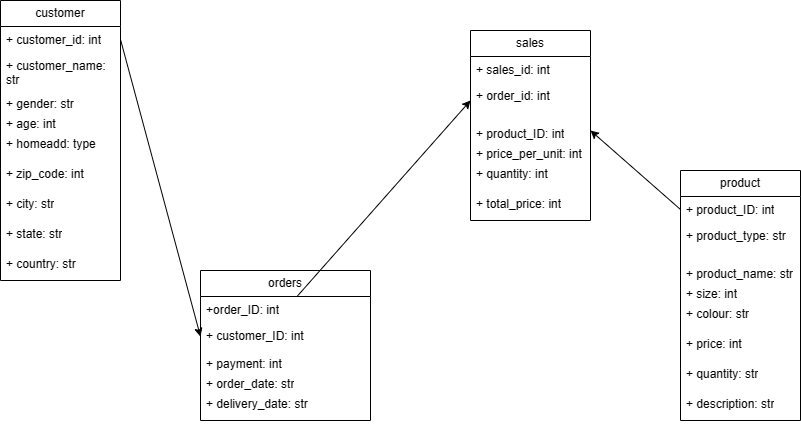 customer
+ customer_id: int
+ customer_name:
str
+ gender: str
+ age: int
+ homeadd: type
+ zip_code: int
+ city: str
+ state: str
+ country: str
sales
+ sales_id: int
+ order_id: int
+ product_ID: int
+ price_per_unit: int
+ quantity: int
+ total_price: int
product
+ product_ID: int
+ product_type: str
+ product_name: str
+ size: int
+ colour: str
+ price: int
+ quantity: str
+ description: str
orders
+order_ID: int
+ customer_ID: int
+ payment: int
+ order_date: str
+ delivery_date: str